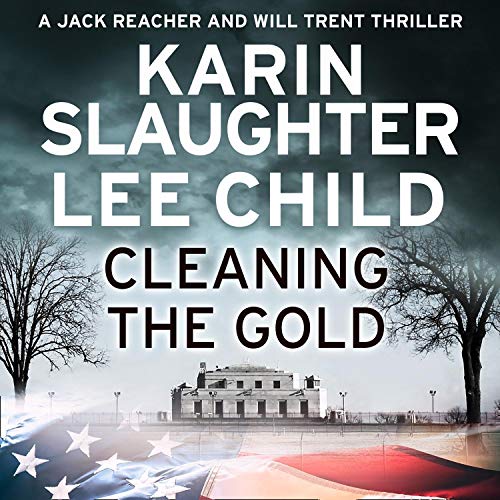 A JACK REACHER AND WILL TRENT THRILLER
KARIN
SLAUGHTER
LEE CHILD
CLEANING
THE GOLD